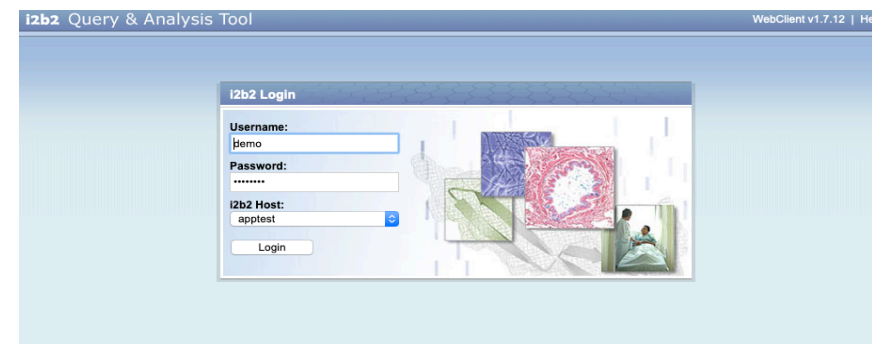 i2b2 Query & Analysis Tool
WebClient v1.7.12 | He
i2b2 Login
Username:
demo
Password:
••••••••
i2b2 Host:
apptest
Login